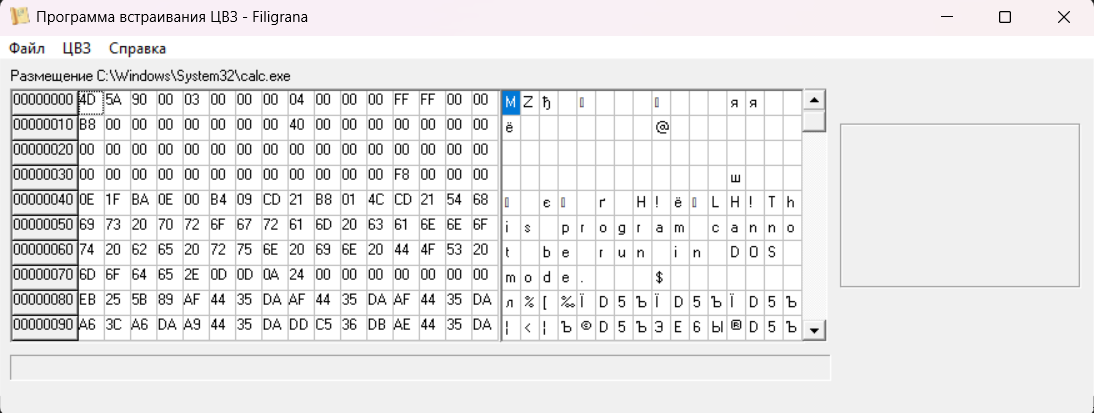 Программа встраивания ЦВЗ - Filigrana
Файл ЦВЗ Справка
Размещение C:\Windows\System32\calc.exe
00000000 4D 5A 90 00 03 00 00 00 04 00 00 00 FF FF 00 00 M Z ђ я я
00000010 B8 00 00 00 00 00 00 00 40 00 00 00 00 00 00 00 ё @
00000020 00 00 00 00 00 00 00 00 00 00 00 00 00 00 00 00
00000030 00 00 00 00 00 00 00 00 00 00 00 00 F8 00 00 00 ш
00000040 0E 1F BA 0E 00 B4 09 CD 21 B8 01 4C CD 21 54 68 є ґ Н ! ё L Н ! T h
00000050 69 73 20 70 72 6F 67 72 61 6D 20 63 61 6E 6E 6F i s p r o g r a m c a n n o
00000060 74 20 62 65 20 72 75 6E 20 69 6E 20 44 4F 53 20 t b e r u n i n D O S
00000070 6D 6F 64 65 2E 0D 0D 0A 24 00 00 00 00 00 00 00 m o d e . $
00000080 EB 25 5B 89 AF 44 35 DA AF 44 35 DA AF 44 35 DA л % [ ‰ Ї D 5 Ъ Ї D 5 Ъ Ї D 5 Ъ
00000090 A6 3C A6 DA A9 44 35 DA DD C5 36 DB AE 44 35 DA ¦ < ¦ Ъ © D 5 Ъ Э Е 6 Ы ® D 5 Ъ